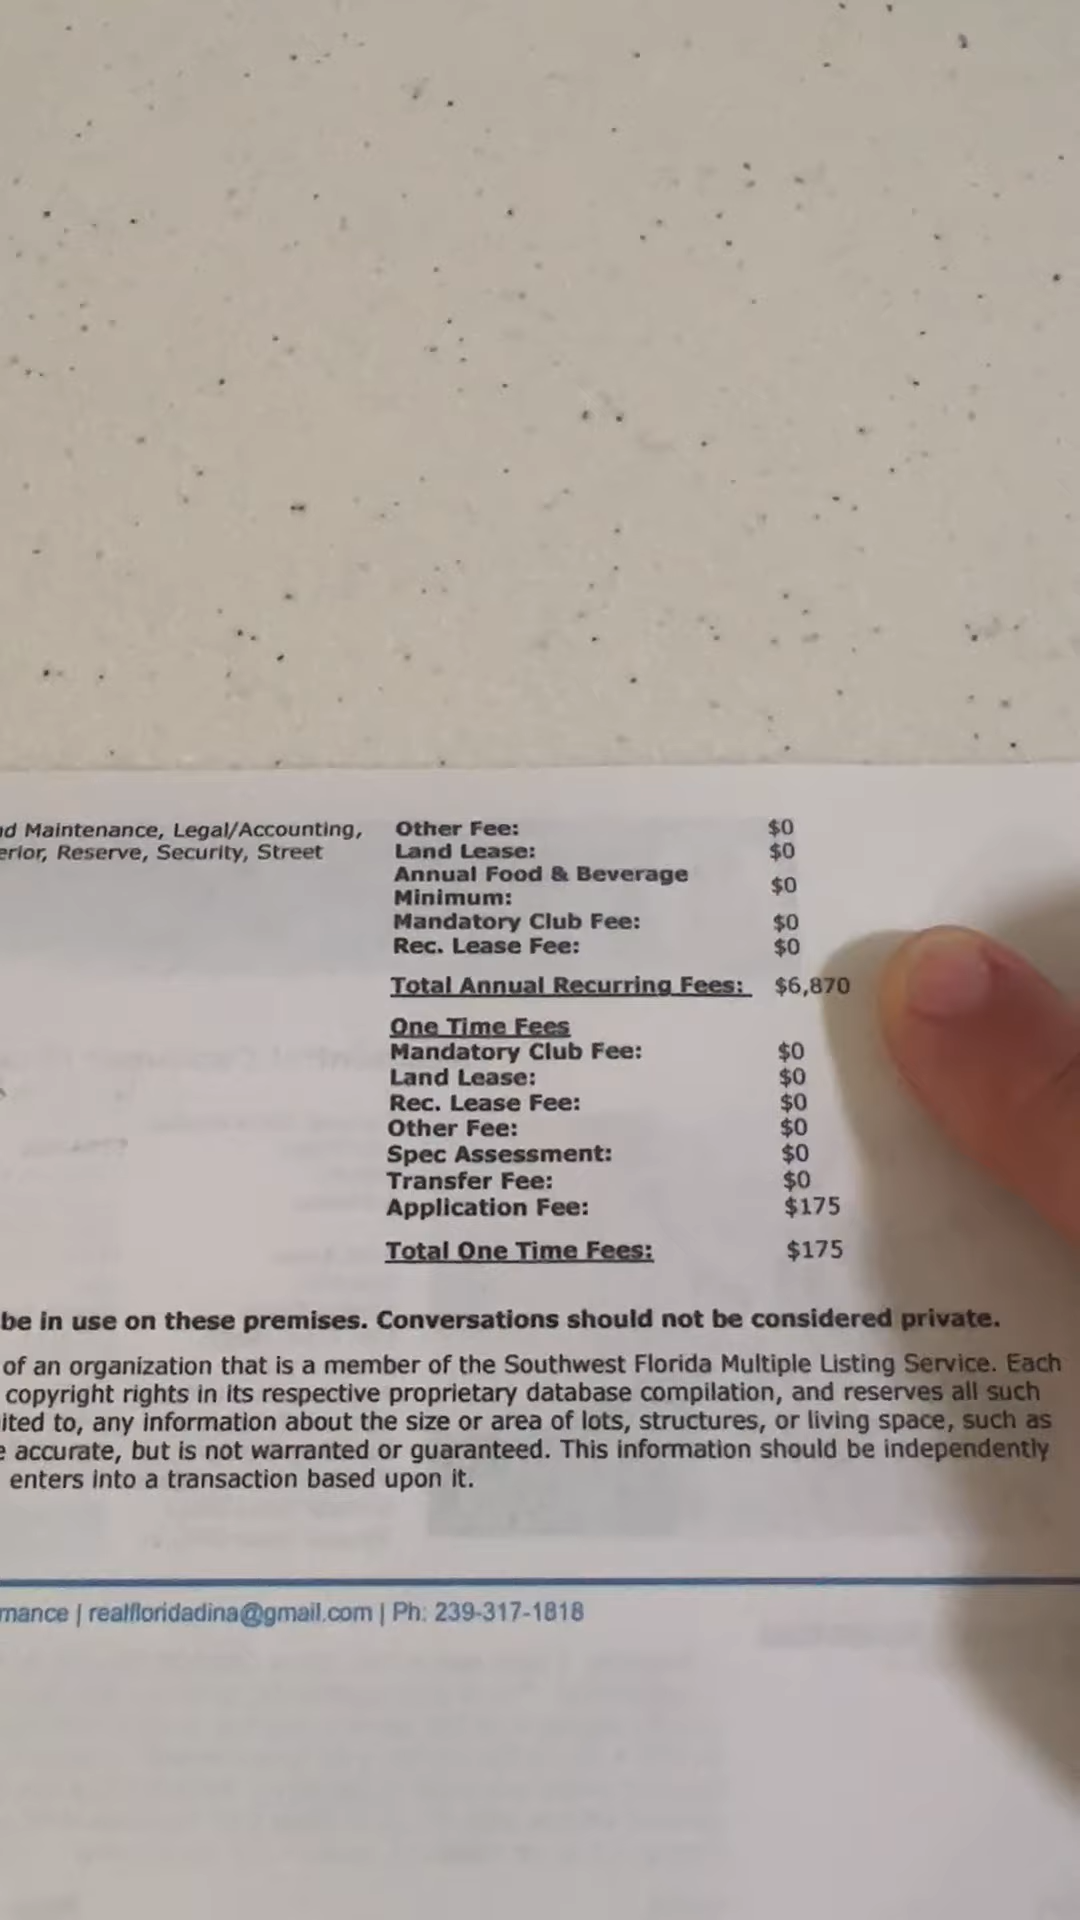 Maintenance, Legal/Accounting,
Reserve, Security, Street
Other Fee: $0
Land Lease: $0
Annual Food & Beverage
Minimum: $0
Mandatory Club Fee: $0
Rec. Lease Fee: $0
Total Annual Recurring Fees: $6,870
One Time Fees
Mandatory Club Fee: $0
Land Lease: $0
Rec. Lease Fee: $0
Other Fee: $0
Spec Assessment: $0
Transfer Fee: $0
Application Fee: $175
Total One Time Fees: $175
be in use on these premises. Conversations should not be considered private.
of an organization that is a member of the Southwest Florida Multiple Listing Service. Each
copyright rights in its respective proprietary database compilation, and reserves all such
ited to, any information about the size or area of lots, structures, or living space, such as
accurate, but is not warranted or guaranteed. This information should be independently
enters into a transaction based upon it.
mance | realfloridadina@gmail.com | Ph: 239-317-1818